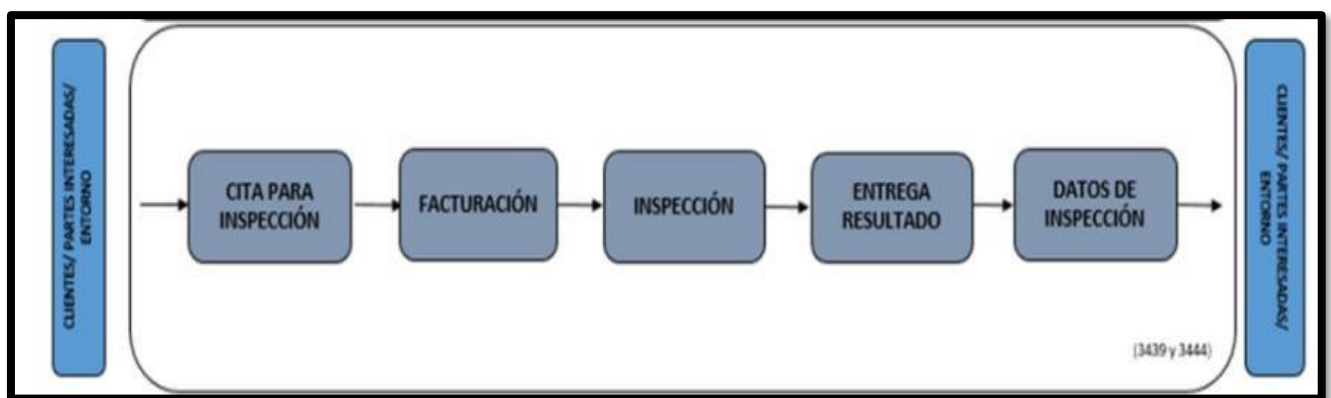 CLIENTES/ PARTES INTERESADAS/
ENTORNO
CITA PARA
INSPECCIÓN
FACTURACIÓN
INSPECCIÓN
ENTREGA
RESULTADO
DATOS DE
INSPECCIÓN
(3439 y 3444)
CLIENTES/ PARTES INTERESADAS/
ENTORNO